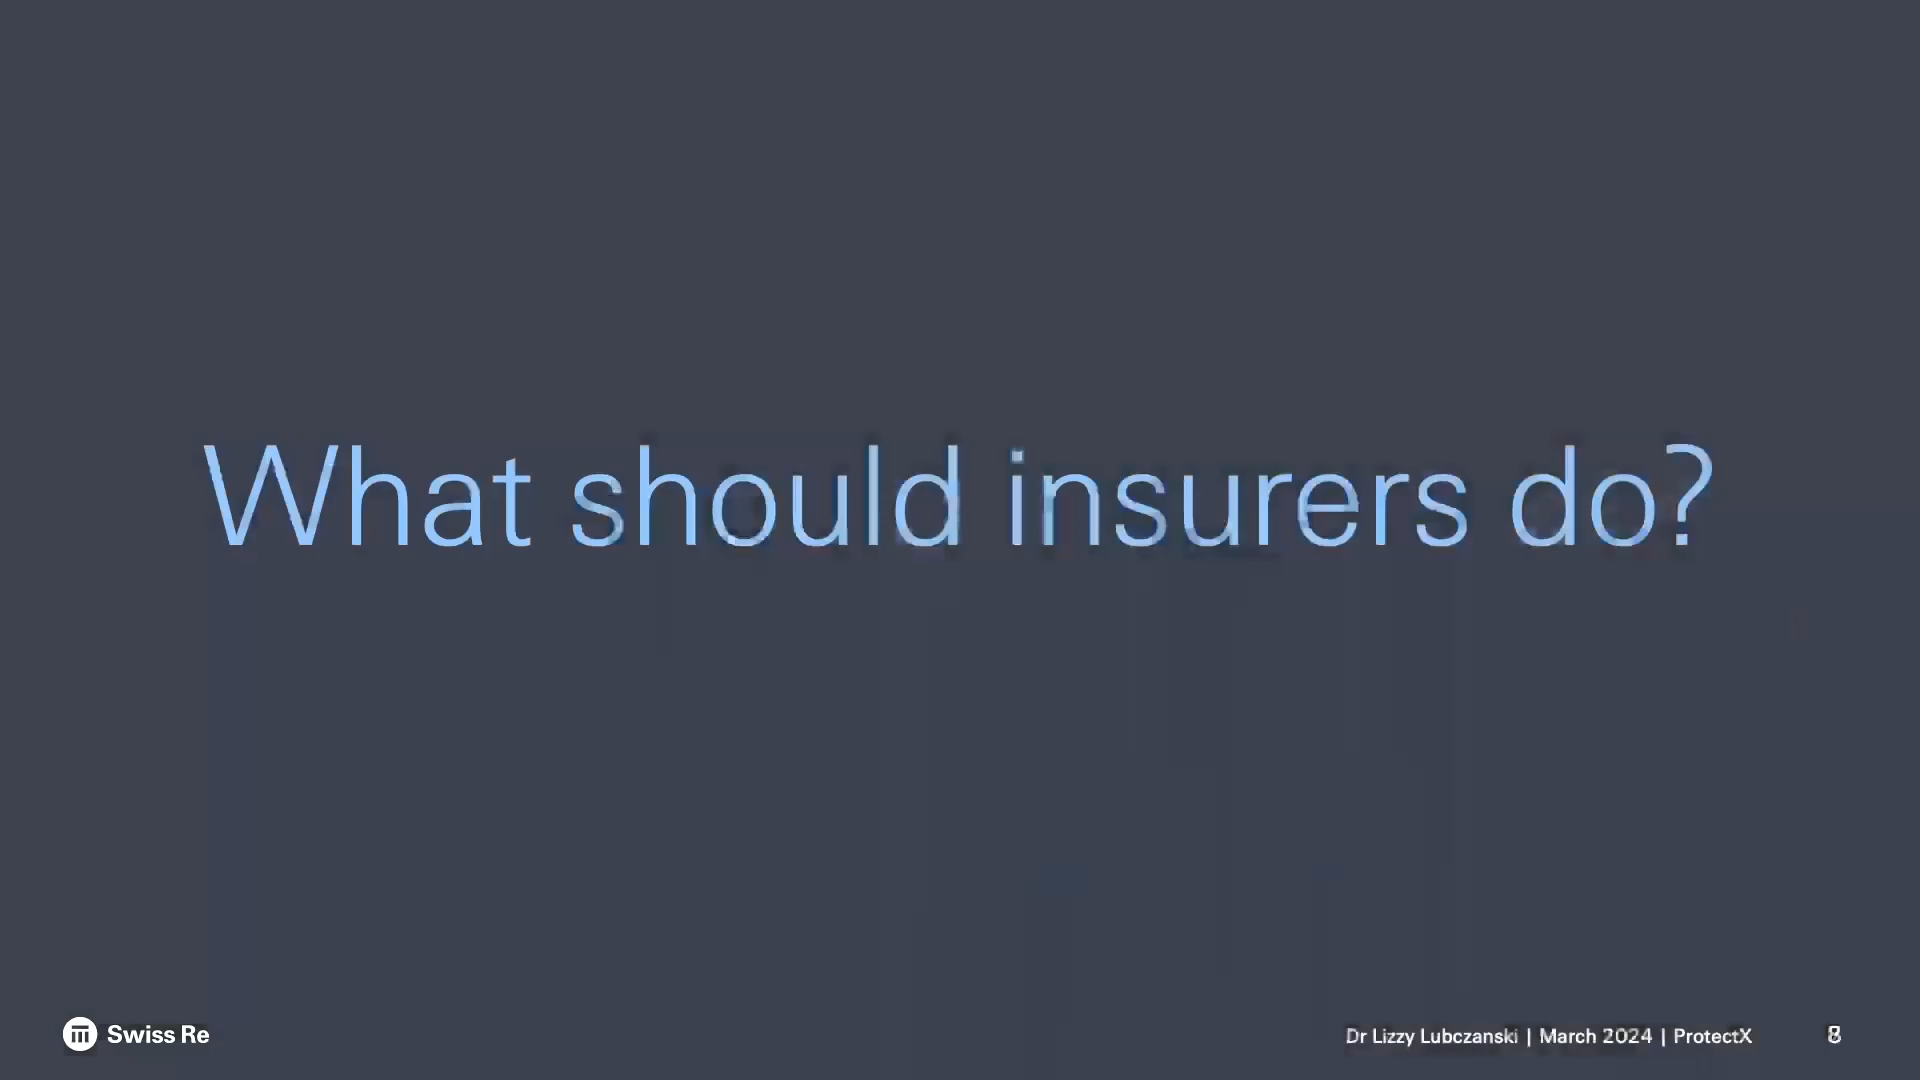 What should insurers do?
Swiss Re
Dr Lizzy Lubczanski | March 2024 | ProtectX
8